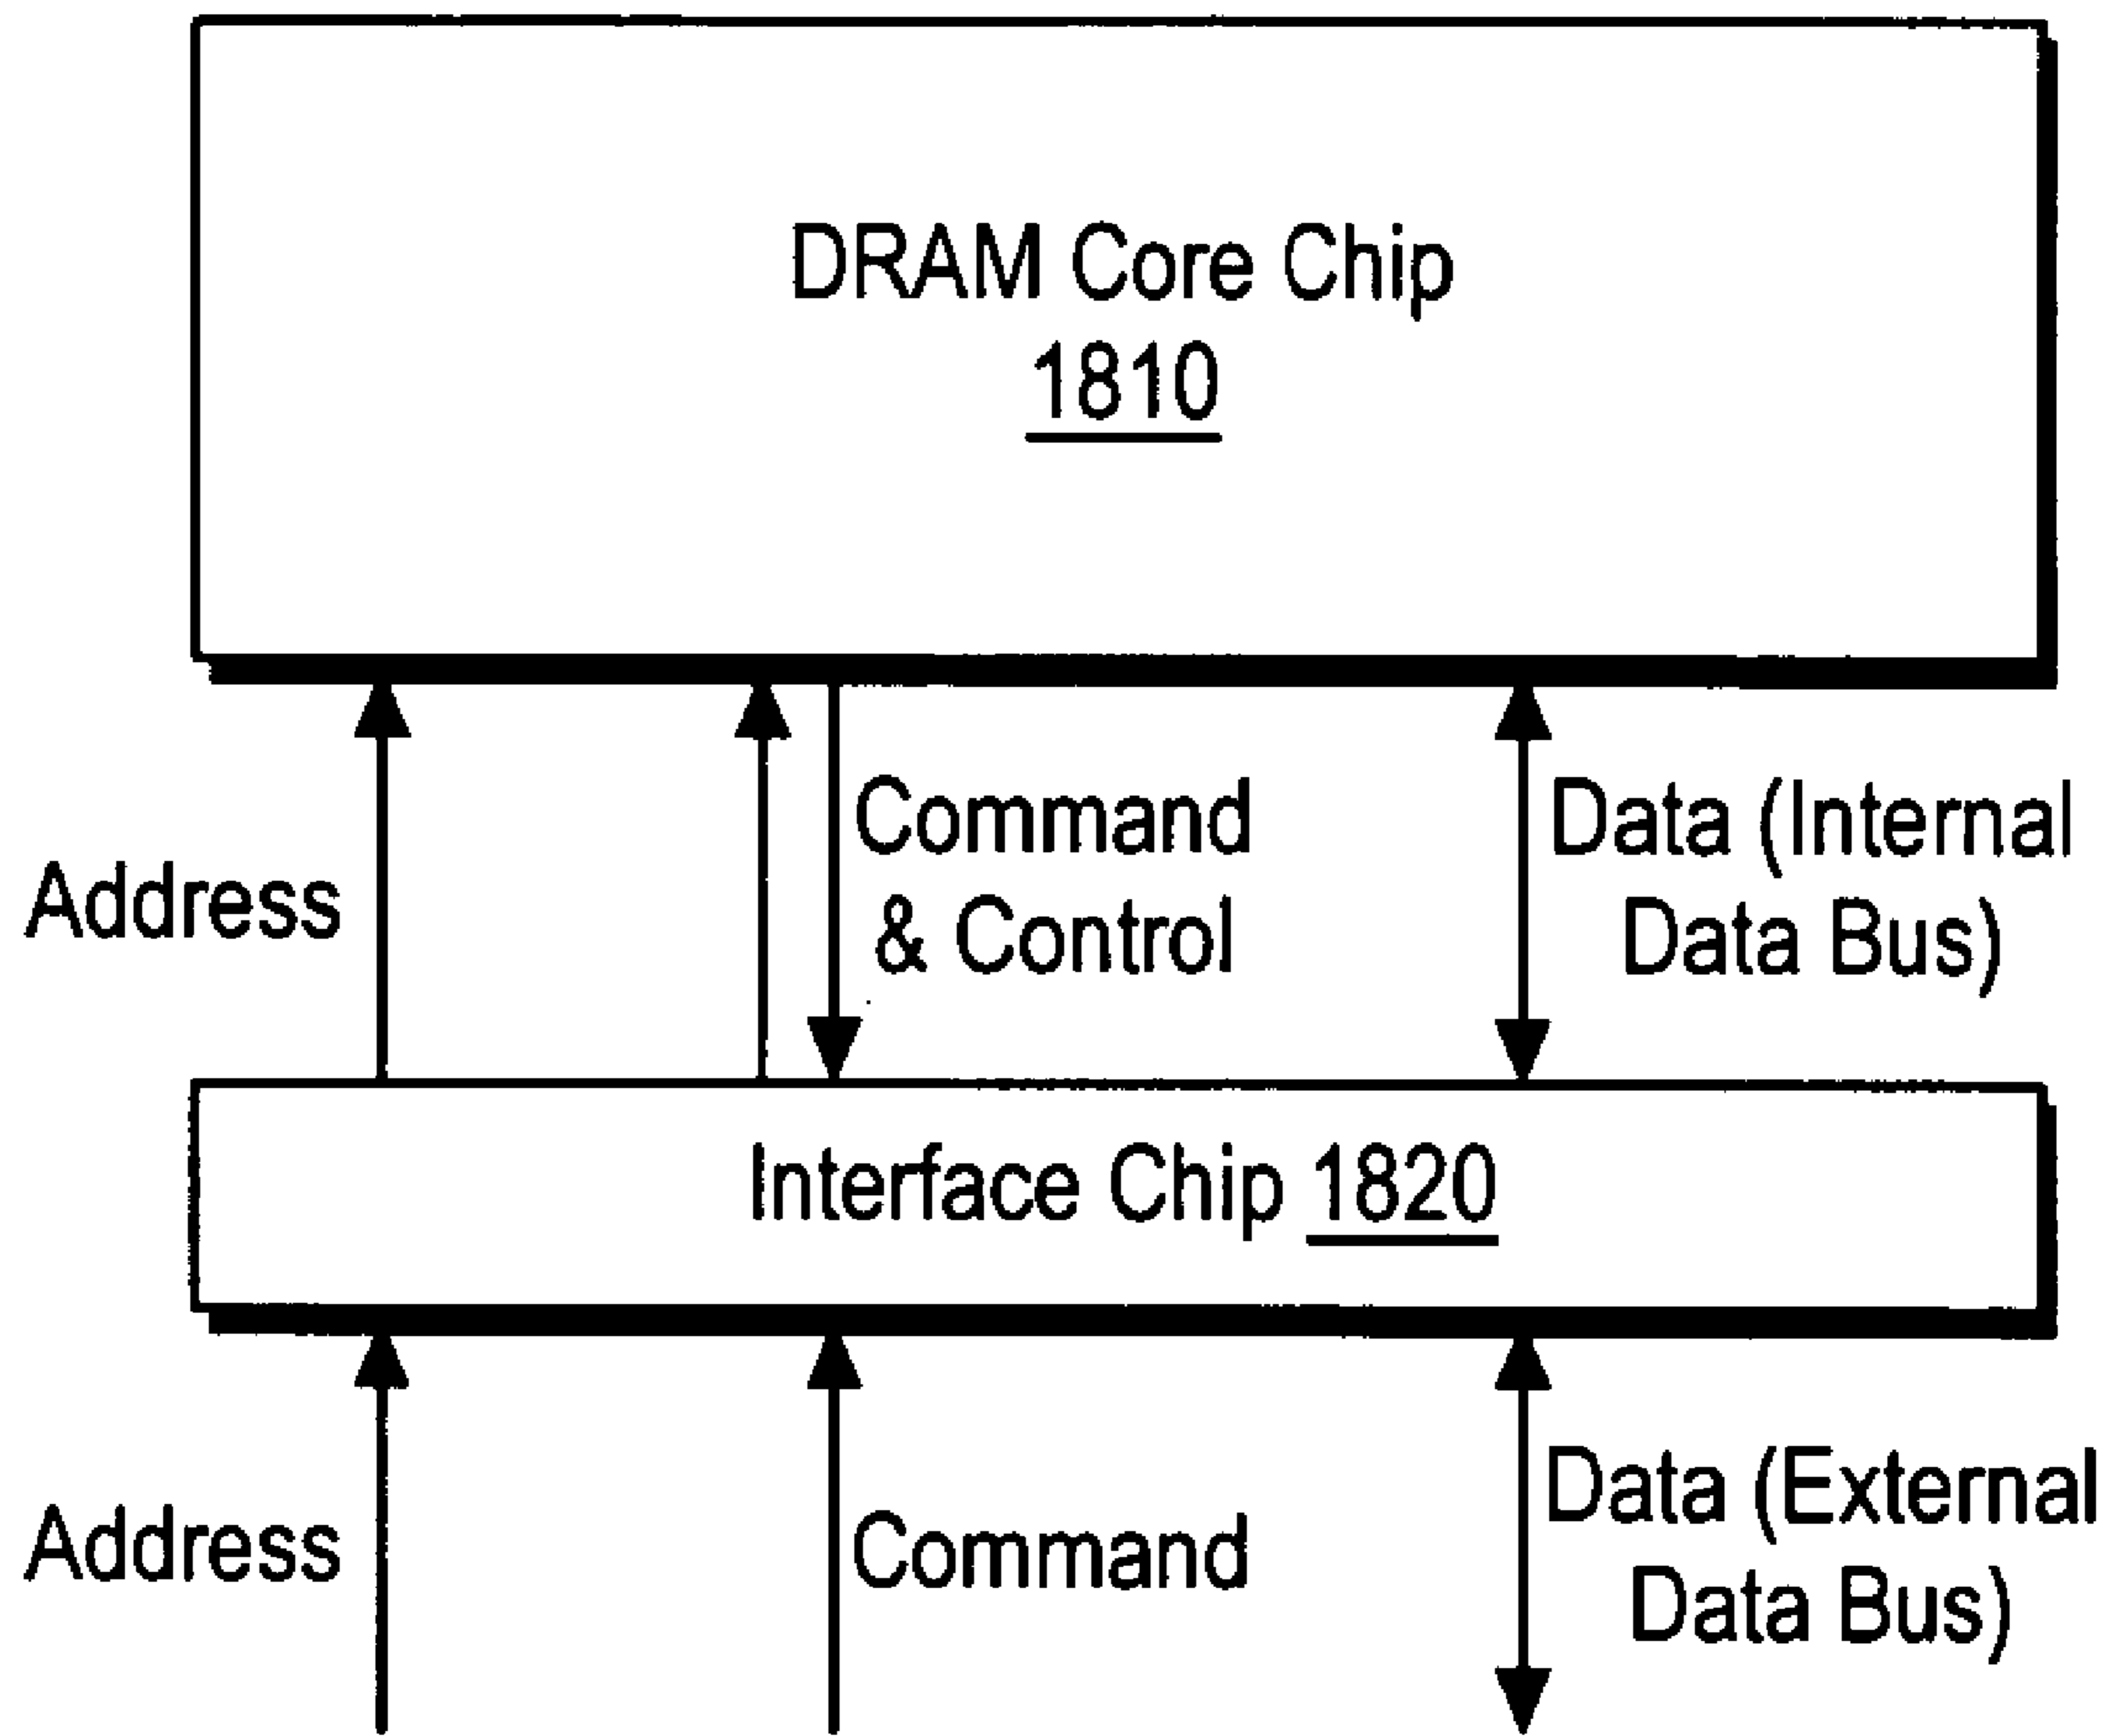 DRAM Core Chip
1810
Address
Command
& Control
Data (Internal
Data Bus)
Interface Chip 1820
Address
Command
Data (External
Data Bus)